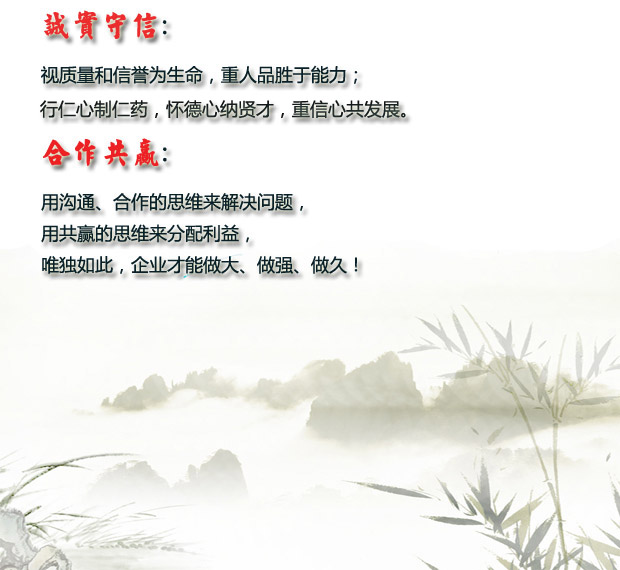 誠實守信:
视质量和信誉为生命，重人品胜于能力；
行仁心制仁药，怀德心纳贤才，重信心共发展。
合作共赢:
用沟通、合作的思维来解决问题，
用共赢的思维来分配利益，
唯独如此，企业才能做大、做强、做久！